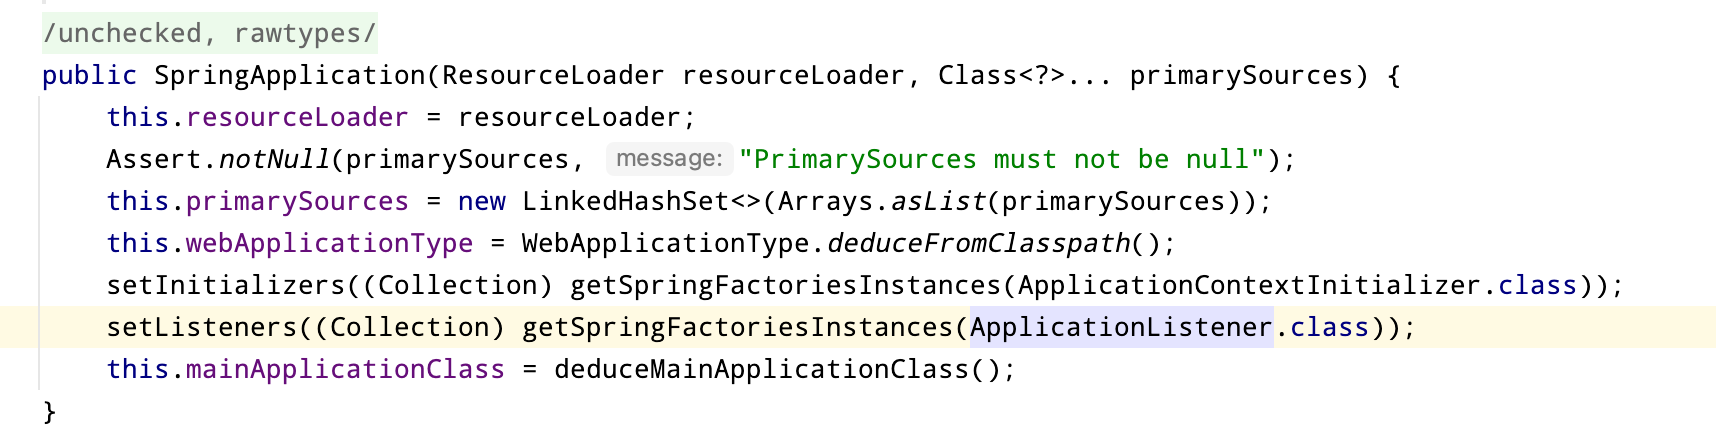 /unchecked, rawtypes/
public SpringApplication(ResourceLoader resourceLoader, Class<?>... primarySources) {
this.resourceLoader = resourceLoader;
Assert.notNull(primarySources, message: "PrimarySources must not be null");
this.primarySources = new LinkedHashSet<>(Arrays.asList(primarySources));
this.webApplicationType = WebApplicationType.deduceFromClasspath();
setInitializers((Collection) getSpringFactoriesInstances(ApplicationContextInitializer.class));
setListeners((Collection) getSpringFactoriesInstances(ApplicationListener.class));
this.mainApplicationClass = deduceMainApplicationClass();
}